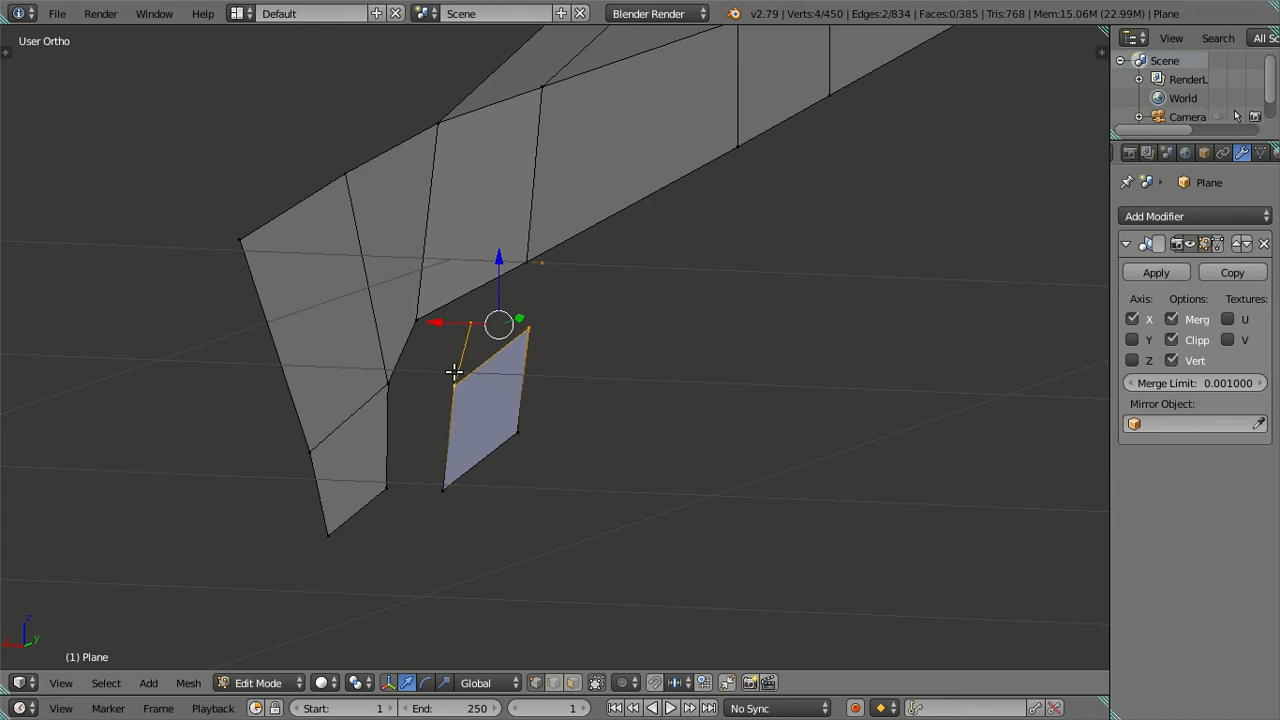 File Render Window Help Default Scene Blender Render v2.79 | Verts:4/450 | Edges:2/834 | Faces:0/385 | Tris:768 | Mem:15.06M (22.99M) | Plane
User Ortho
View Search All Sc
Scene
RenderL
World
Camera
Plane
Add Modifier
Apply Copy
Axis: Options: Textures:
X Merg U
Y Clipp V
Z Vert
Merge Limit: 0.001000
Mirror Object:
z
x y
(1) Plane
View Select Add Mesh Edit Mode Global
View Marker Frame Playback Start: 1 End: 250 1 No Sync